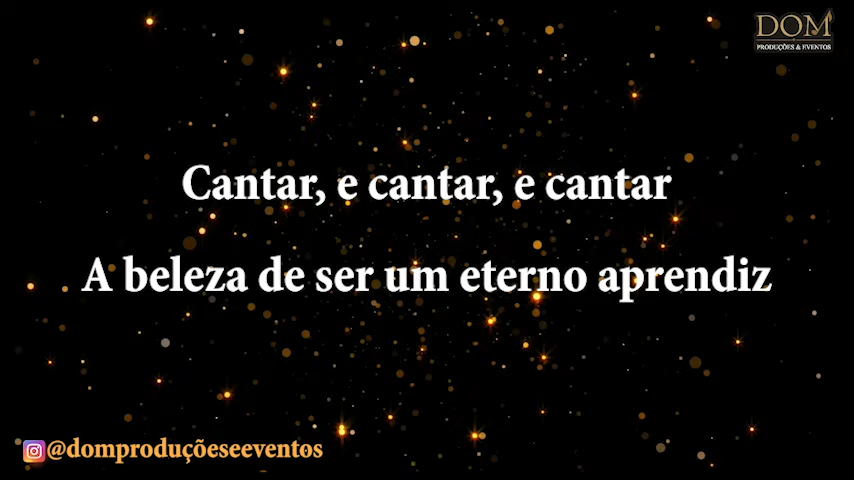 DOM
PRODUÇÕES & EVENTOS
Cantar, e cantar, e cantar
A beleza de ser um eterno aprendiz
@domproduçõeseeventos